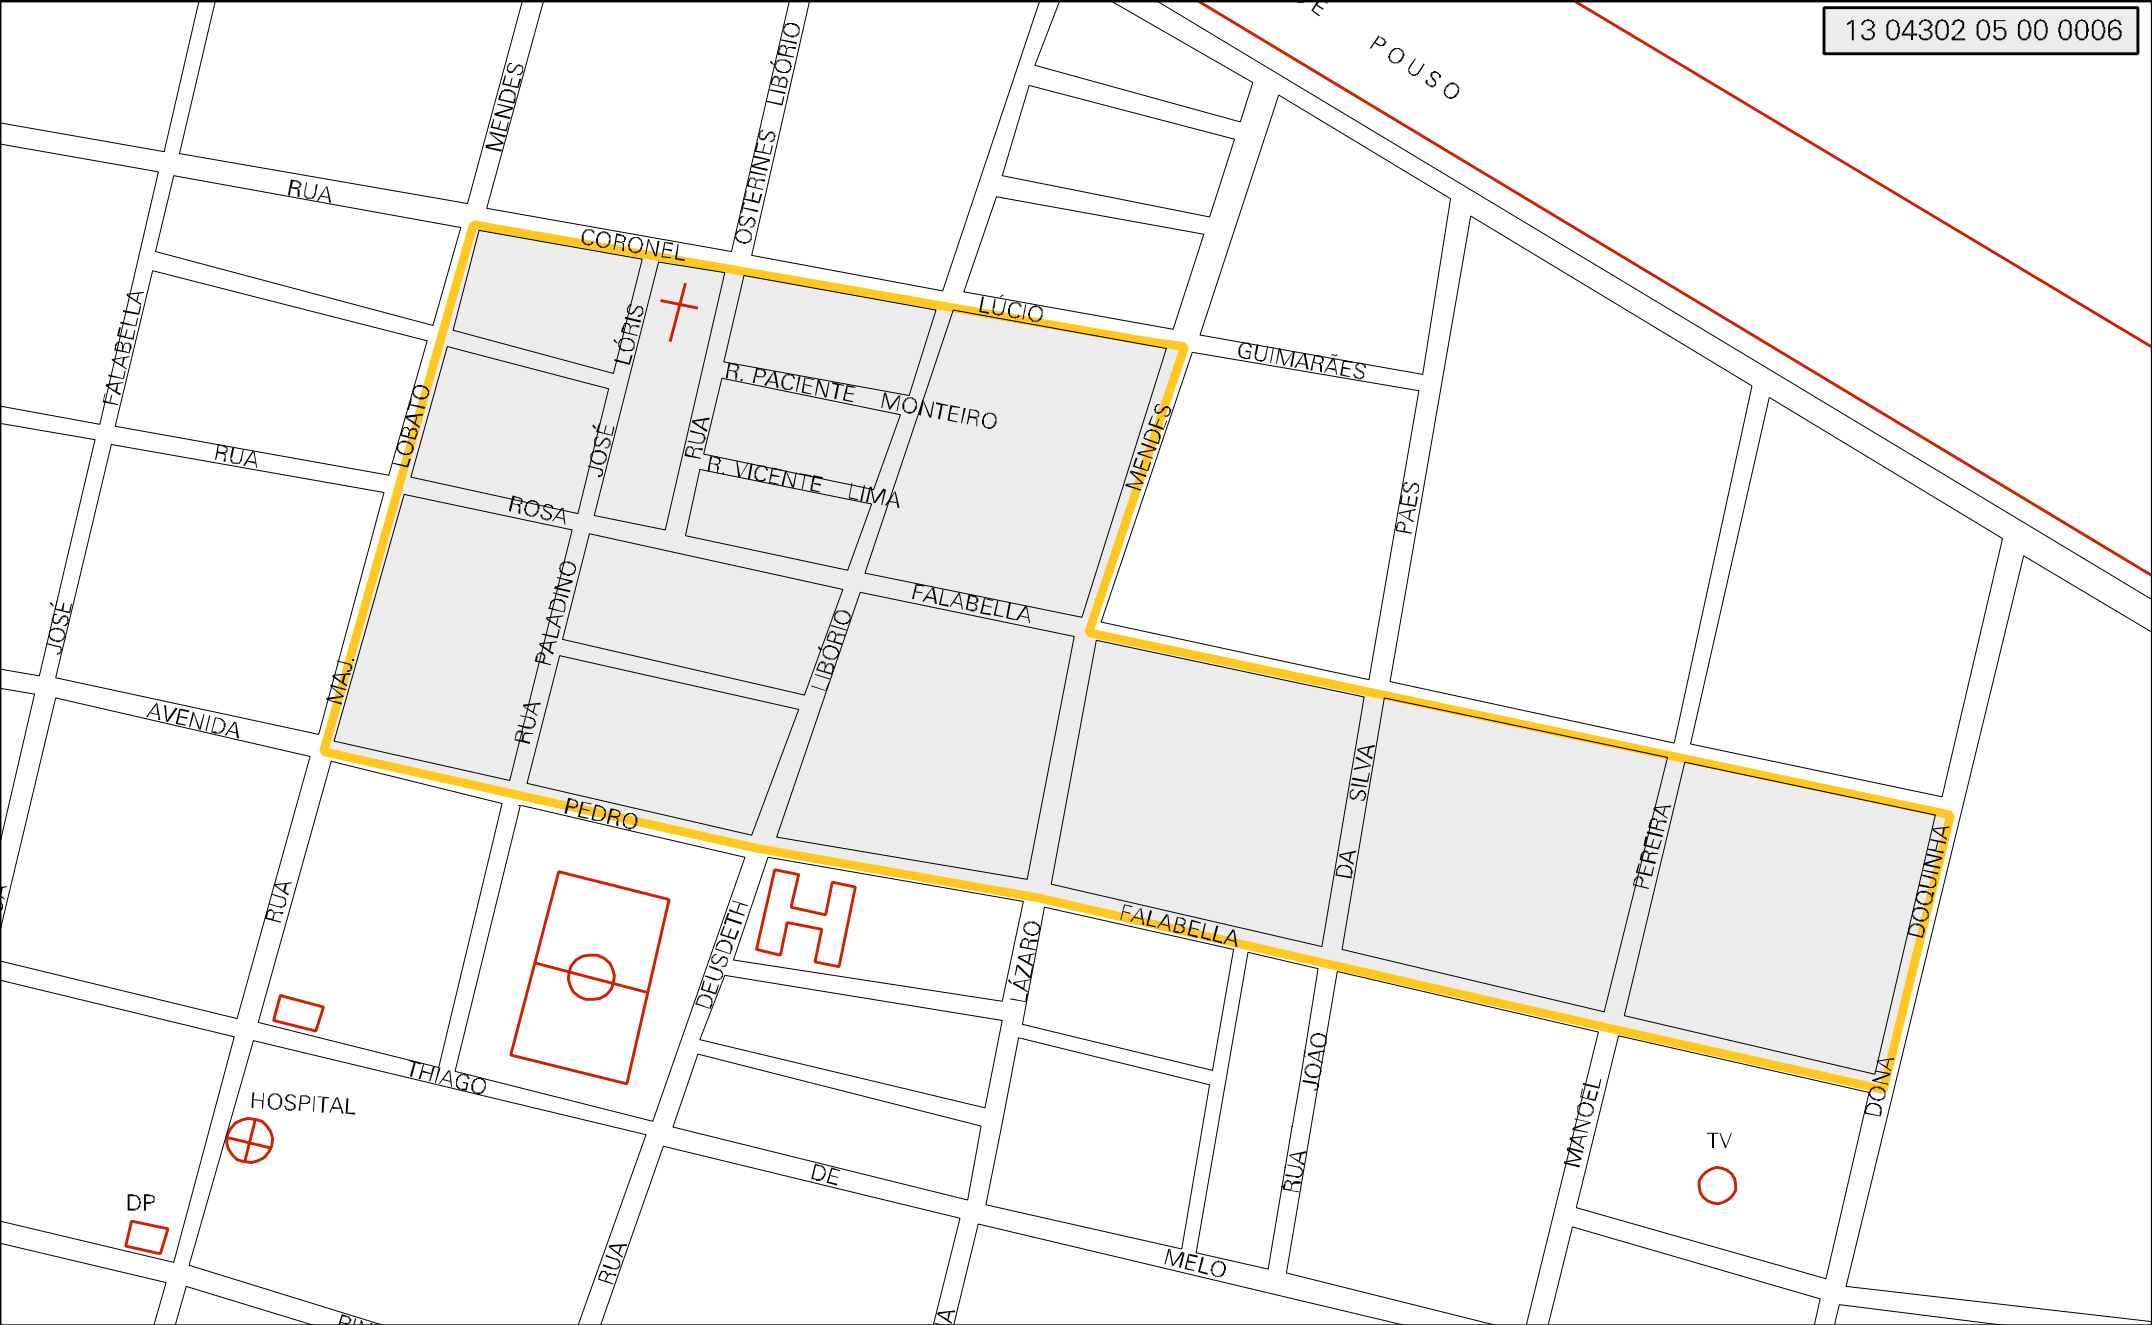 13 04302 05 00 0006
POUSO
MENDES
OSTERINES LIBÓRIO
RUA
CORONEL
LÚCIO
GUIMARÃES
FALABELLA
JOSÉ
LÓRIS
JOSÉ
RUA
R. PACIENTE MONTEIRO
R. VICENTE LIMA
MENDES
PAES
LOBATO
MAJ.
RUA
RUA
ROSA
FALABELLA
PALADINO
RUA
LIBÓRIO
DEUSDETH
RUA
AVENIDA
PEDRO
FALABELLA
SILVA
DA
JOAO
RUA
PEREIRA
MANOEL
DOQUINHA
DONA
LÁZARO
THIAGO
DE
MELO
HOSPITAL
DP
TV